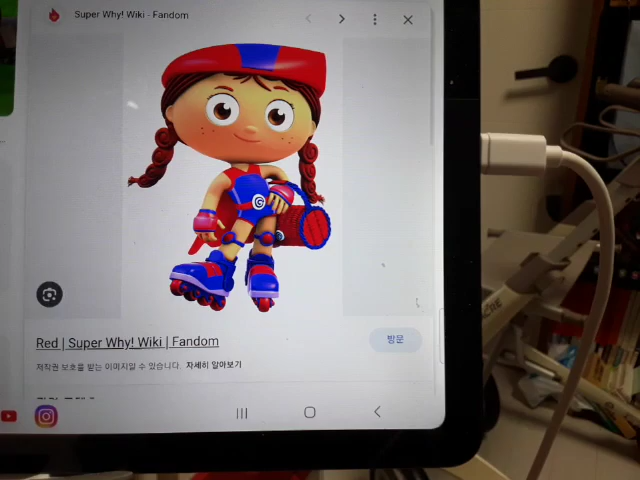 Super Why! Wiki - Fandom
G
Red | Super Why! Wiki | Fandom
방문
저작권 보호를 받는 이미지일 수 있습니다. 자세히 알아보기